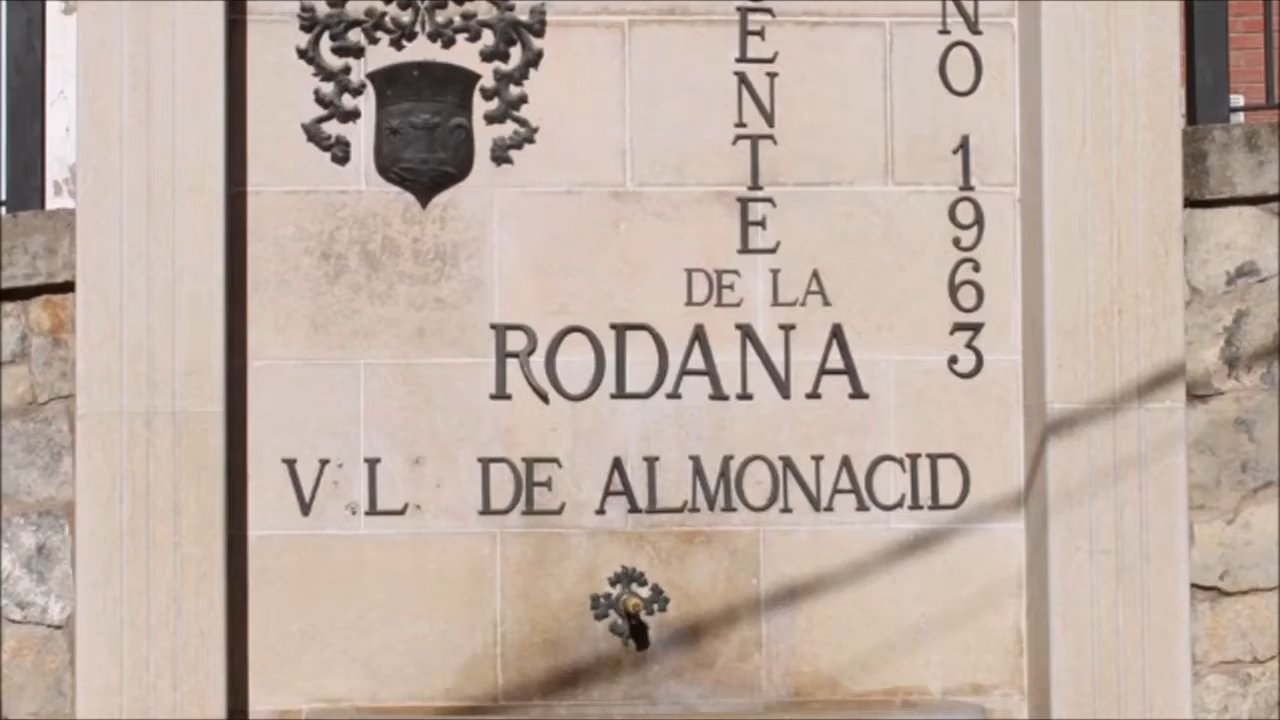 ENTE
DE LA
RODANA
NO 1963
V. L. DE ALMONACID